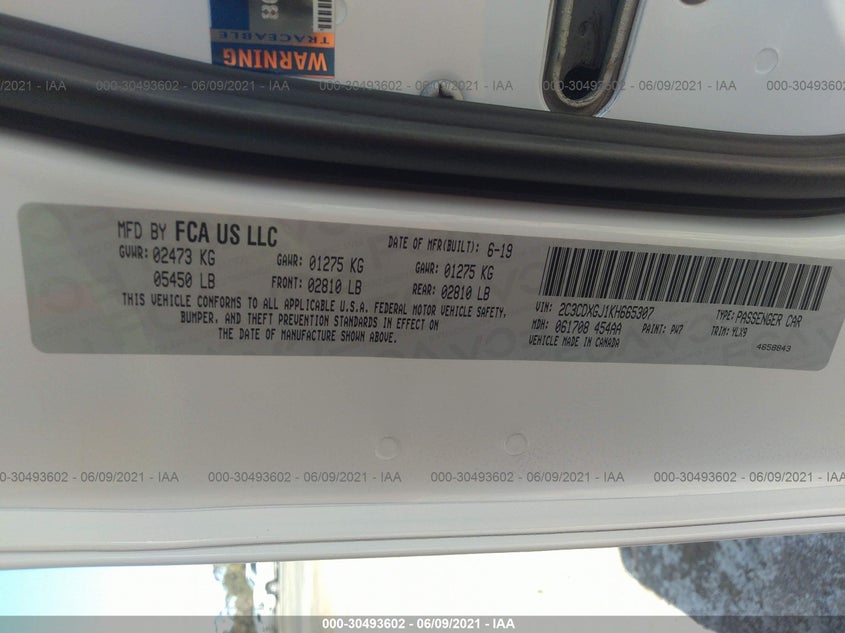 TRACEABLE
WARNING
000-30493602 - 06/09/2021 - IAA
MFD BY FCA US LLC
DATE OF MFR(BUILT): 6-19
GVWR: 02473 KG
GAWR: 01275 KG
GAWR: 01275 KG
05450 LB
FRONT: 02810 LB
REAR: 02810 LB
THIS VEHICLE CONFORMS TO ALL APPLICABLE U.S.A. FEDERAL MOTOR VEHICLE SAFETY,
BUMPER, AND THEFT PREVENTION STANDARDS IN EFFECT ON
THE DATE OF MANUFACTURE SHOWN ABOVE.
VIN: 2C3CDXGJ1KH665307
TYPE: PASSENGER CAR
MDH: 061708 454AA
PAINT: PW7
TRIM: YLX9
VEHICLE MADE IN CANADA
4658843
000-30493602 - 06/09/2021 - IAA
000-30493602 - 06/09/2021 - IAA